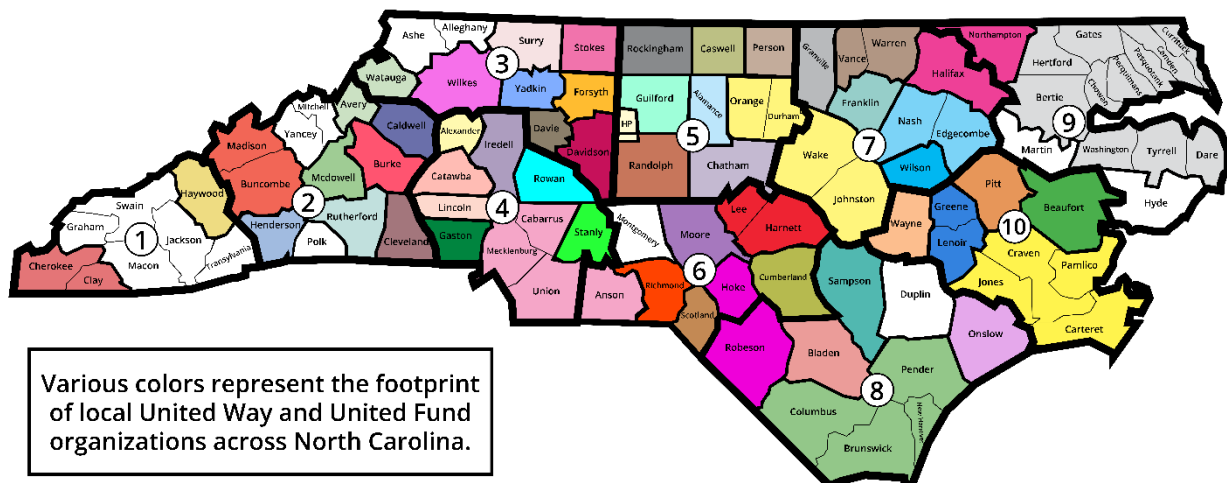 Ashe
Alleghany
Surry
Stokes
Rockingham
Caswell
Person
Granville
Vance
Warren
Northampton
Gates
Currituck
Camden
Pasquotank
Perquimans
Chowan
Hertford
Halifax
Watauga
Wilkes
3
Yadkin
Forsyth
Guilford
HP
Alamance
Orange
Durham
5
Franklin
Nash
Edgecombe
Bertie
9
Mitchell
Avery
Yancey
Caldwell
Alexander
Iredell
Davie
Davidson
Randolph
Chatham
Wake
7
Wilson
Martin
Washington
Tyrrell
Dare
Madison
Buncombe
Mcdowell
Burke
Catawba
Rowan
Haywood
2
Lincoln
4
Johnston
Pitt
Beaufort
Hyde
Swain
Graham
1
Jackson
Macon
Transylvania
Henderson
Polk
Rutherford
Cleveland
Gaston
Cabarrus
Mecklenburg
Stanly
Montgomery
Moore
Lee
Harnett
Wayne
Greene
Lenoir
10
Craven
Pamlico
Jones
Carteret
Cherokee
Clay
Union
Anson
Richmond
6
Hoke
Scotland
Cumberland
Sampson
Duplin
Onslow
Robeson
Bladen
8
Pender
Columbus
Brunswick
New Hanover
Various colors represent the footprint
of local United Way and United Fund
organizations across North Carolina.